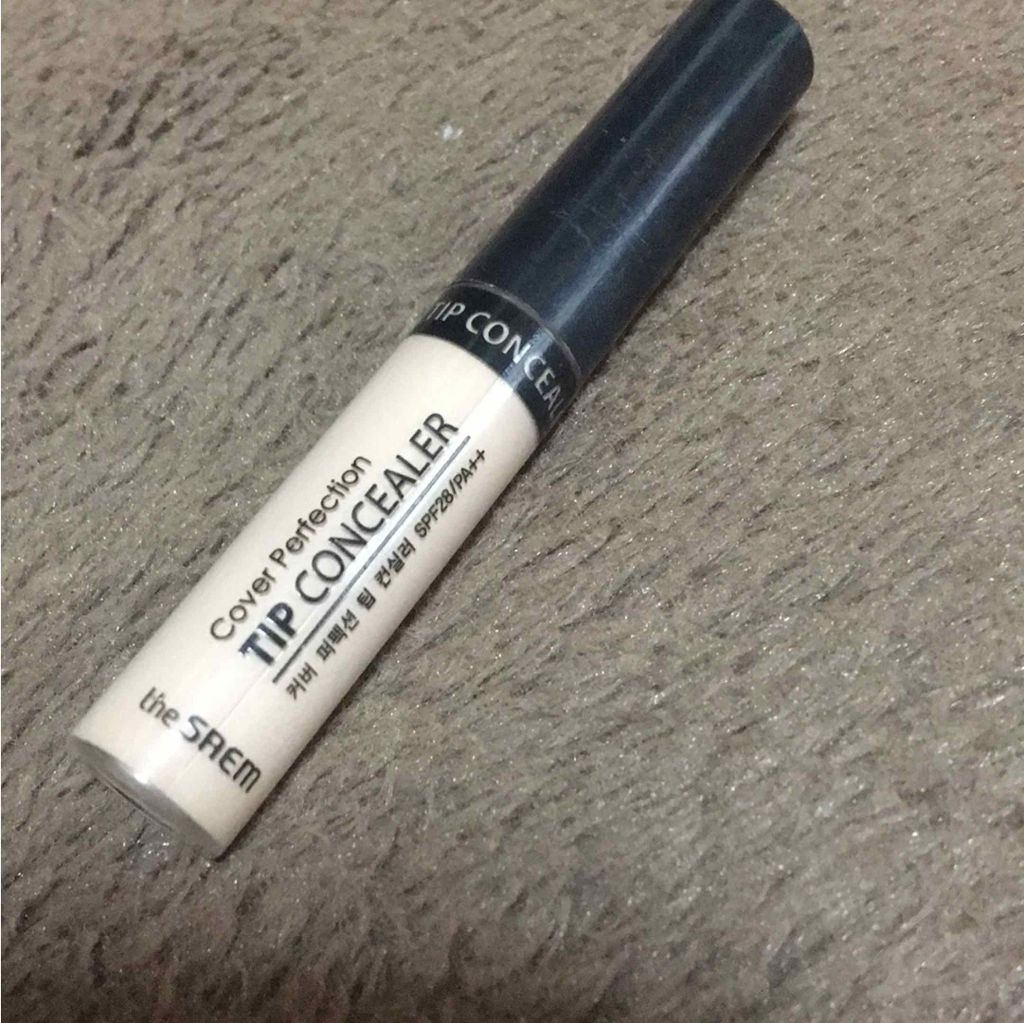 TIP CONCEAL
Cover Perfection
TIP CONCEALER
커버 퍼펙션 팁 컨실러 SPF28/PA++
the SAEM